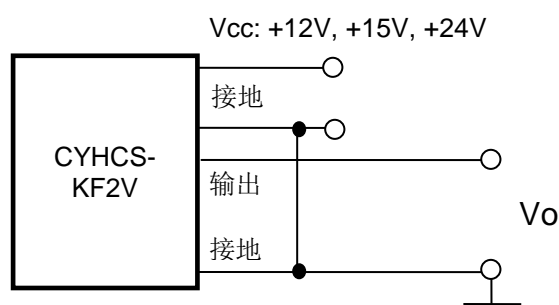 Vcc: +12V, +15V, +24V
接地
CYHCS-
KF2V
输出
Vo
接地